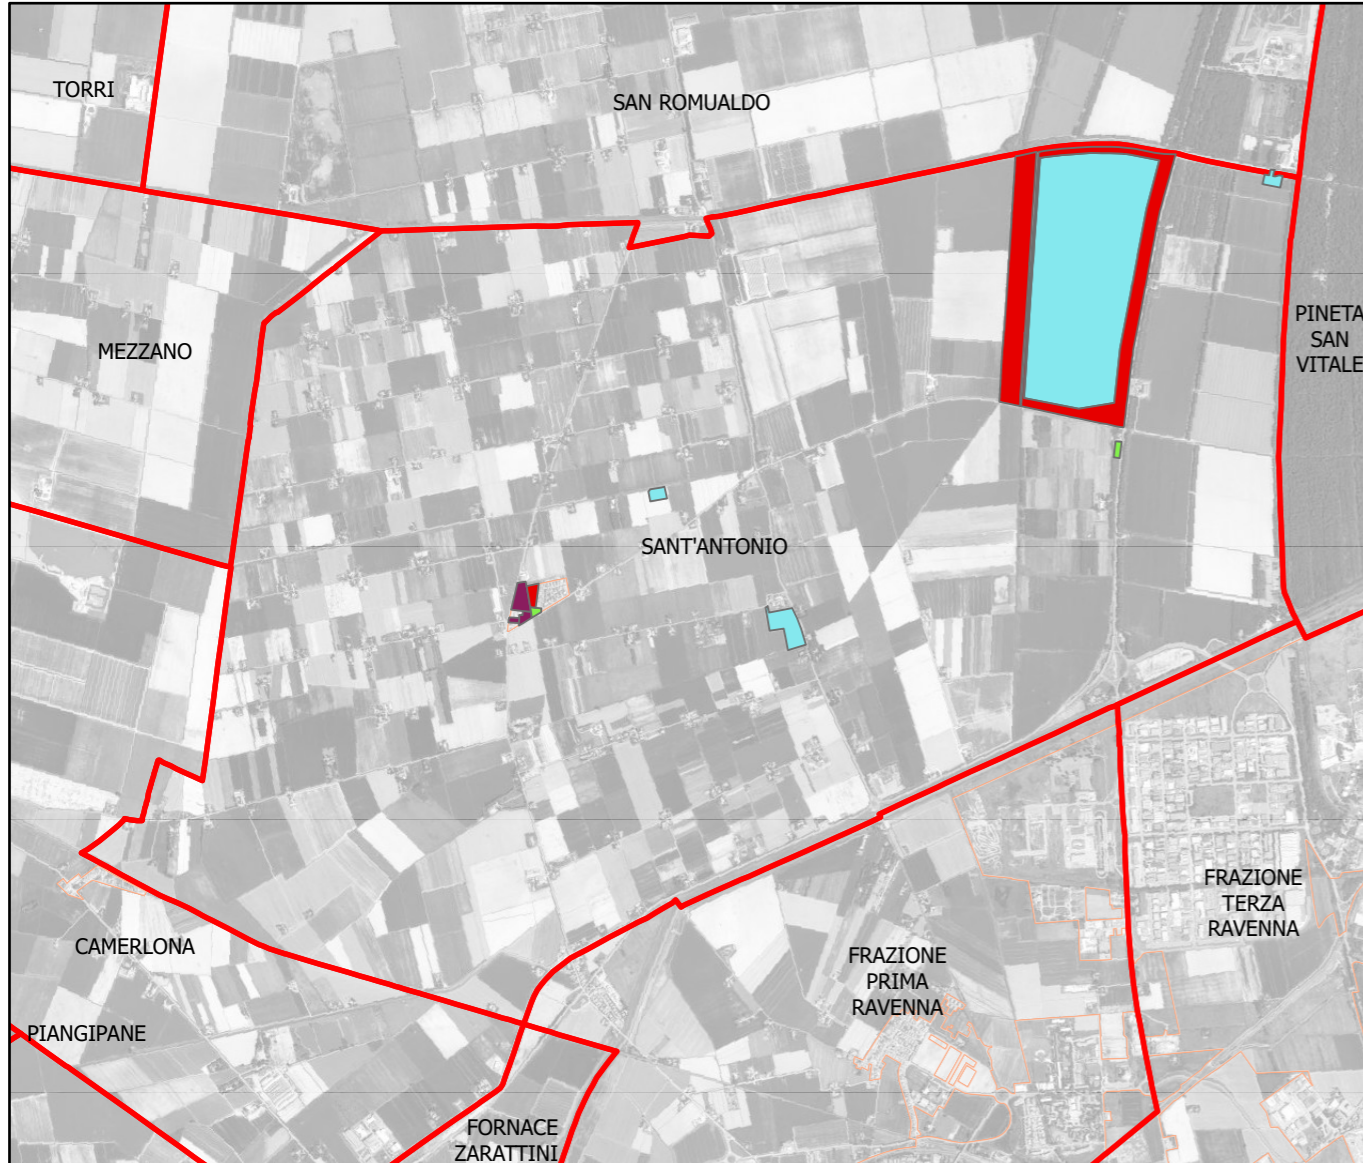 TORRI
SAN ROMUALDO
MEZZANO
PINETA
SAN
VITALE
SANT'ANTONIO
FRAZIONE
TERZA
RAVENNA
CAMERLONA
FRAZIONE
PRIMA
RAVENNA
PIANGIPANE
FORNACE
ZARATTINI